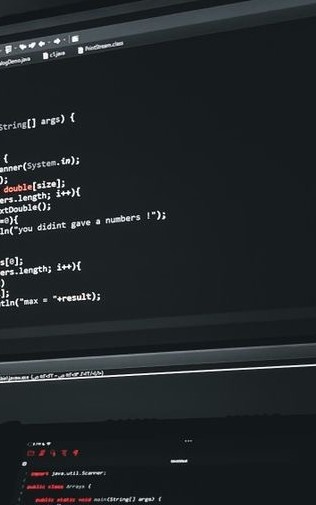 logDemo.java c1.java PrintStream.class
String[] args) {
{
anner(System.in);
);
double[size];
ers.length; i++){
xtDouble();
=0){
ln("you didint gave a numbers !");
s[0];
ers.length; i++){
)
];
tln("max = "+result);
import java.util.Scanner;
public class Arrays {
public static void main(String[] args) {